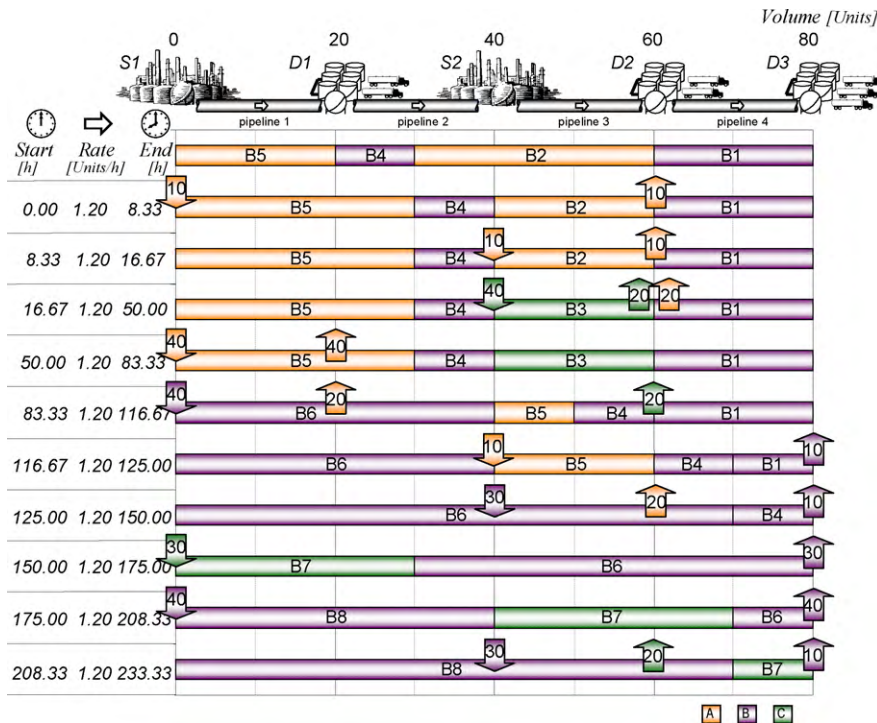 Volume [Units]
0 20 40 60 80
S1 D1 S2 D2 D3
pipeline 1 pipeline 2 pipeline 3 pipeline 4
Start Rate End
[h] [Units/h] [h]
B5 B4 B2 B1
10 10
0.00 1.20 8.33 B5 B4 B2 B1
10 10
8.33 1.20 16.67 B5 B4 B2 B1
40 20 20
16.67 1.20 50.00 B5 B4 B3 B1
40 40
50.00 1.20 83.33 B5 B4 B3 B1
40 20 20
83.33 1.20 116.67 B6 B5 B4 B1
10 10
116.67 1.20 125.00 B6 B5 B4 B1
30 20 10
125.00 1.20 150.00 B6 B4
30 30
150.00 1.20 175.00 B7 B6
40 40
175.00 1.20 208.33 B8 B7 B6
30 20 10
208.33 1.20 233.33 B8 B7
A B C